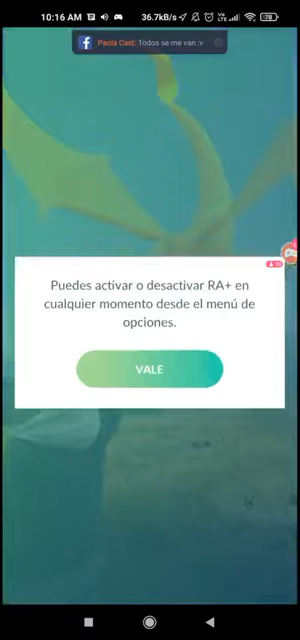 10:16 AM 36.7kB/s
Paola Cast: Todos se me van :v
Puedes activar o desactivar RA+ en
cualquier momento desde el menú de
opciones.
VALE